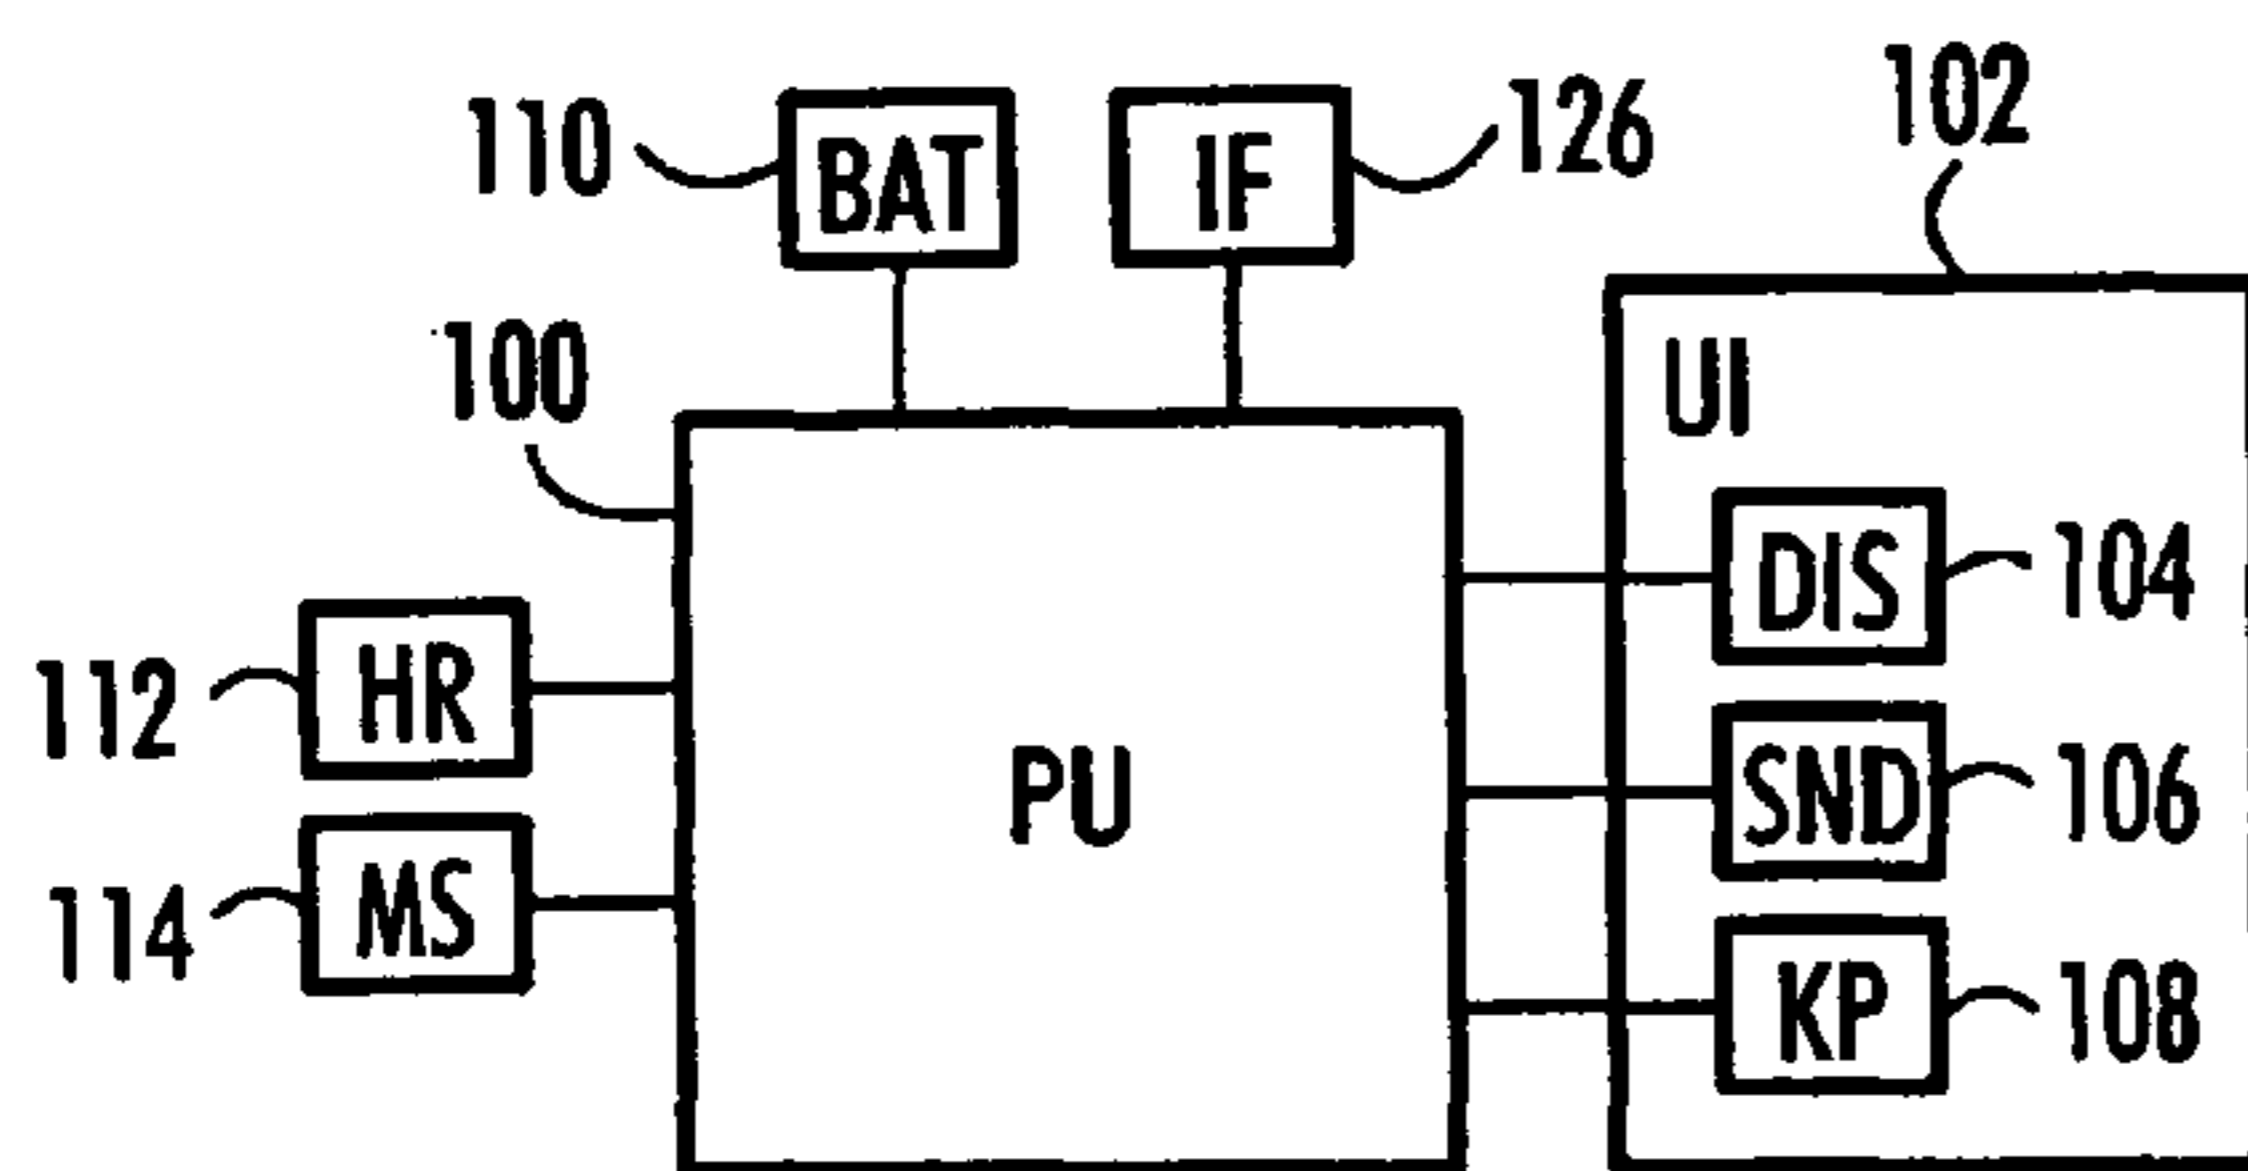 110 BAT IF 126 102
100 UI
DIS 104
112 HR
PU SND 106
114 MS
KP 108